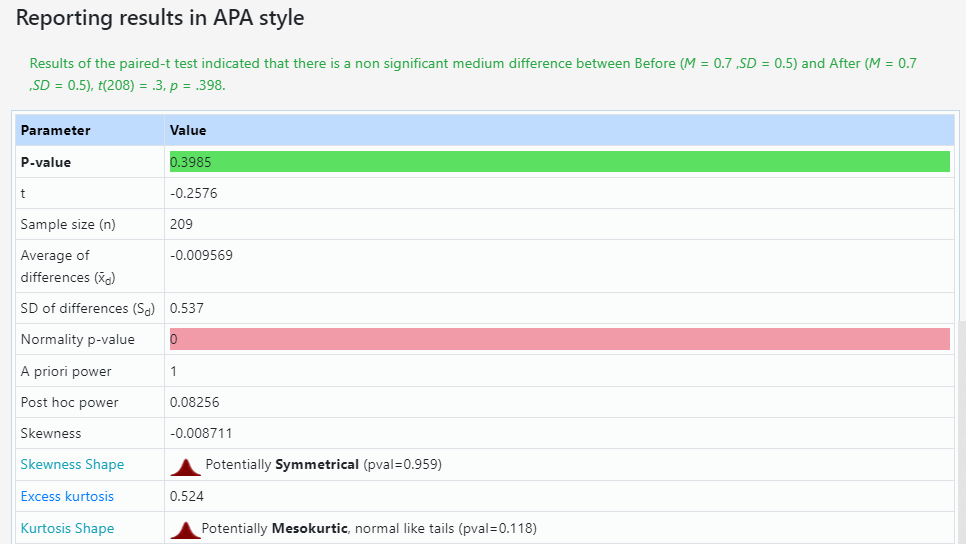 Reporting results in APA style
Results of the paired-t test indicated that there is a non significant medium difference between Before (M = 0.7 ,SD = 0.5) and After (M = 0.7
,SD = 0.5), t(208) = .3, p = .398.
Parameter Value
P-value 0.3985
t -0.2576
Sample size (n) 209
Average of -0.009569
differences (x̄d)
SD of differences (Sd) 0.537
Normality p-value 0
A priori power 1
Post hoc power 0.08256
Skewness -0.008711
Skewness Shape Potentially Symmetrical (pval=0.959)
Excess kurtosis 0.524
Kurtosis Shape Potentially Mesokurtic, normal like tails (pval=0.118)